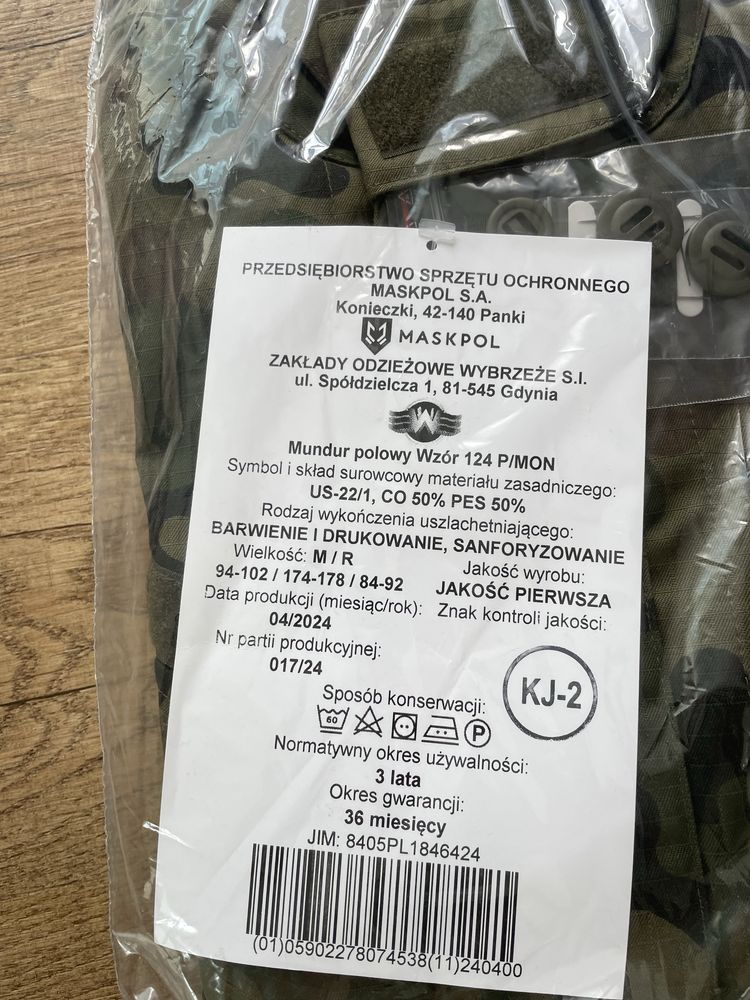 PRZEDSIĘBIORSTWO SPRZĘTU OCHRONNEGO
MASKPOL S.A.
Konieczki, 42-140 Panki
MASKPOL
ZAKŁADY ODZIEŻOWE WYBRZEŻE S.I.
ul. Spółdzielcza 1, 81-545 Gdynia
W
Mundur polowy Wzór 124 P/MON
Symbol i skład surowcowy materiału zasadniczego:
US-22/1, CO 50% PES 50%
Rodzaj wykończenia uszlachetniającego:
BARWIENIE I DRUKOWANIE, SANFORYZOWANIE
Wielkość: M / R
94-102 / 174-178 / 84-92
Jakość wyrobu:
JAKOŚĆ PIERWSZA
Data produkcji (miesiąc/rok):
04/2024
Znak kontroli jakości:
Nr partii produkcyjnej:
017/24
KJ-2
Sposób konserwacji:
60 P
Normatywny okres używalności:
3 lata
Okres gwarancji:
36 miesięcy
JIM: 8405PL1846424
(01)05902278074538(11)240400